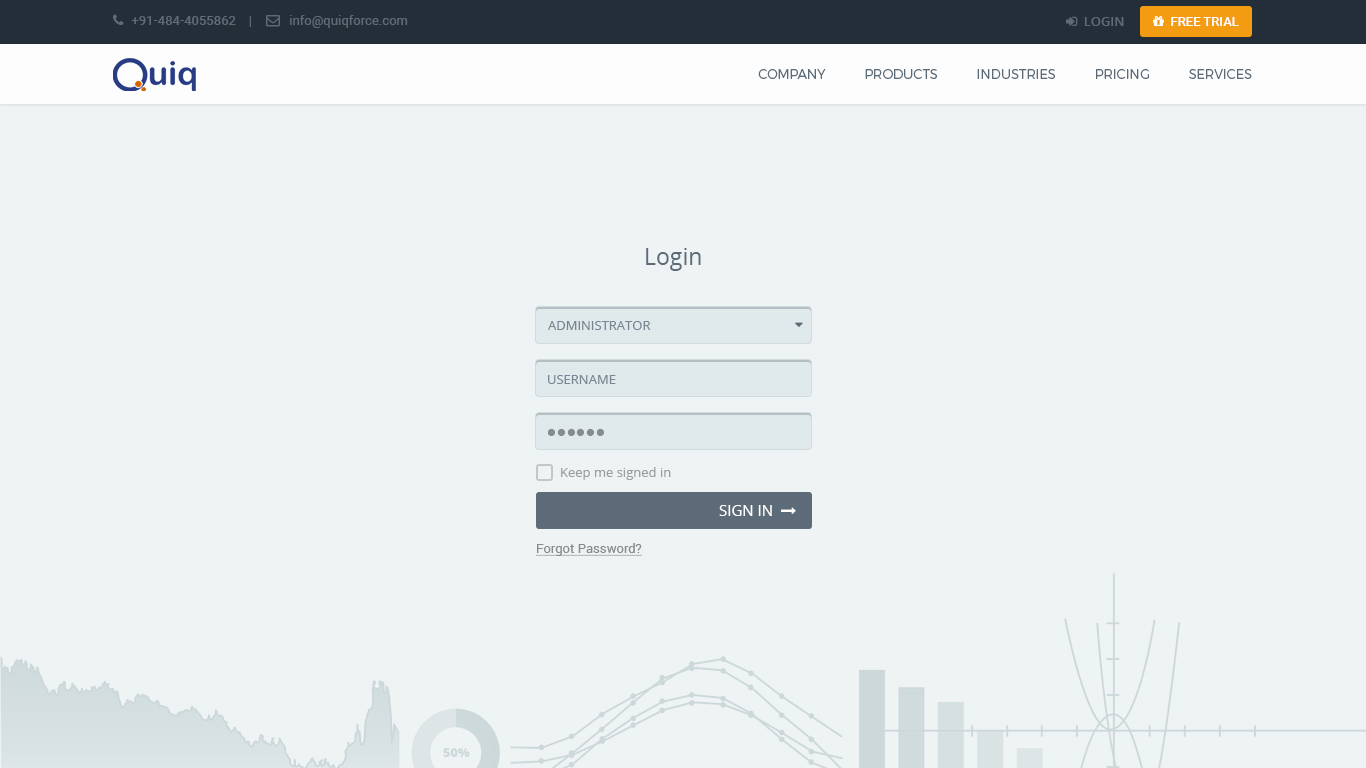 +91-484-4055862 | info@quiqforce.com LOGIN FREE TRIAL
Quiq COMPANY PRODUCTS INDUSTRIES PRICING SERVICES
Login
ADMINISTRATOR
USERNAME
Keep me signed in
SIGN IN
Forgot Password?
50%